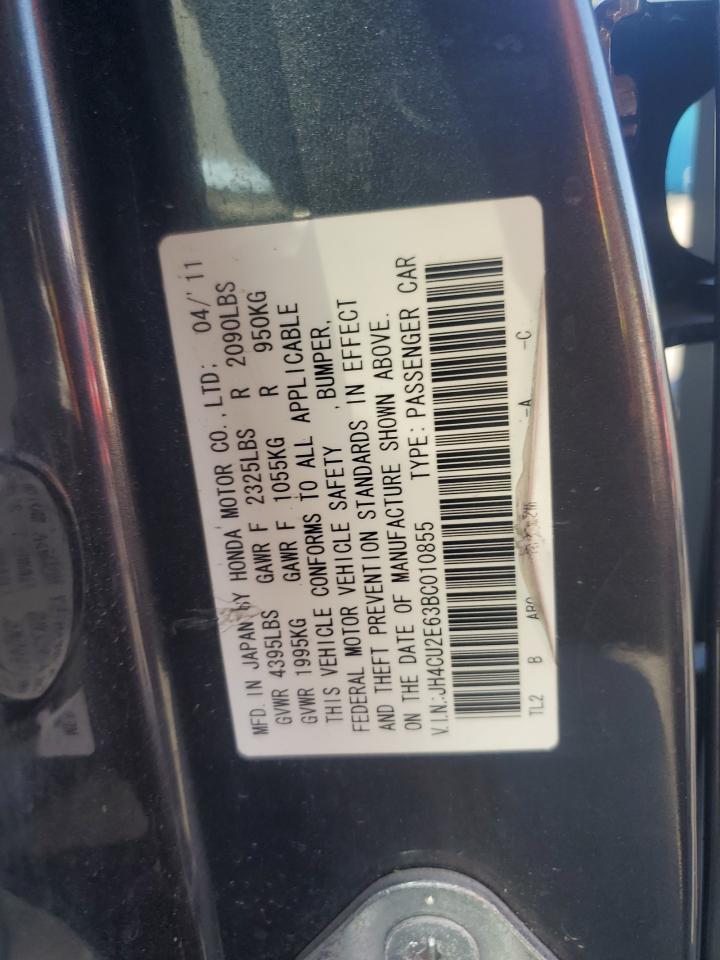 MFD. IN JAPAN BY HONDA MOTOR CO., LTD; 04/'11
GVWR 4395LBS GAWR F 2325LBS R 2090LBS
GVWR 1995KG GAWR F 1055KG R 950KG
THIS VEHICLE CONFORMS TO ALL APPLICABLE
FEDERAL MOTOR VEHICLE SAFETY , BUMPER,
AND THEFT PREVENTION STANDARDS IN EFFECT
ON THE DATE OF MANUFACTURE SHOWN ABOVE.
V.I.N.:JH4CU2E63BC010855 TYPE: PASSENGER CAR
TL2 B -A -C